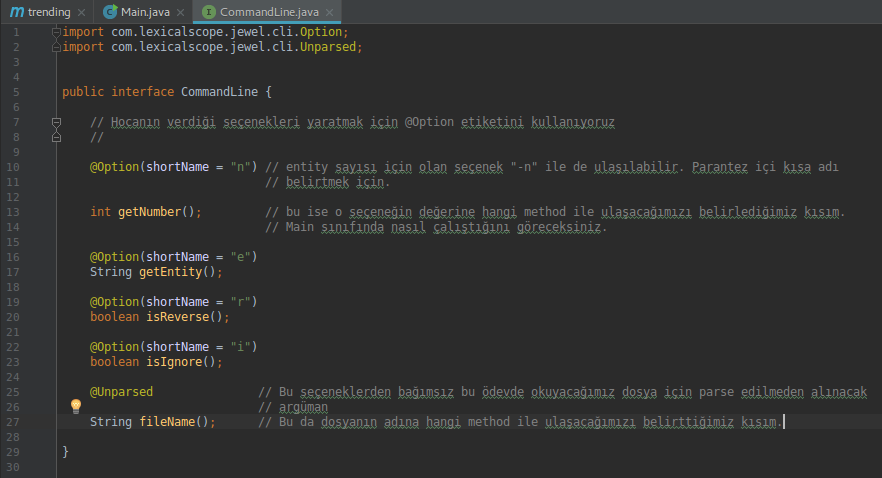 trending Main.java CommandLine.java
1 import com.lexicalscope.jewel.cli.Option;
2 import com.lexicalscope.jewel.cli.Unparsed;
3
4
5 public interface CommandLine {
6
7 // Hocanın verdiği seçenekleri yaratmak için @Option etiketini kullanıyoruz
8 //
9
10 @Option(shortName = "n") // entity sayısı için olan seçenek "-n" ile de ulaşılabilir. Parantez içi kısa adı
11 // belirtmek için.
12
13 int getNumber(); // bu ise o seçeneğin değerine hangi method ile ulaşacağımızı belirlediğimiz kısım.
14 // Main sınıfında nasıl çalıştığını göreceksiniz.
15
16 @Option(shortName = "e")
17 String getEntity();
18
19 @Option(shortName = "r")
20 boolean isReverse();
21
22 @Option(shortName = "i")
23 boolean isIgnore();
24
25 @Unparsed // Bu seçeneklerden bağımsız bu ödevde okuyacağımız dosya için parse edilmeden alınacak
26 // argüman
27 String fileName(); // Bu da dosyanın adına hangi method ile ulaşacağımızı belirttiğimiz kısım.
28
29 }
30